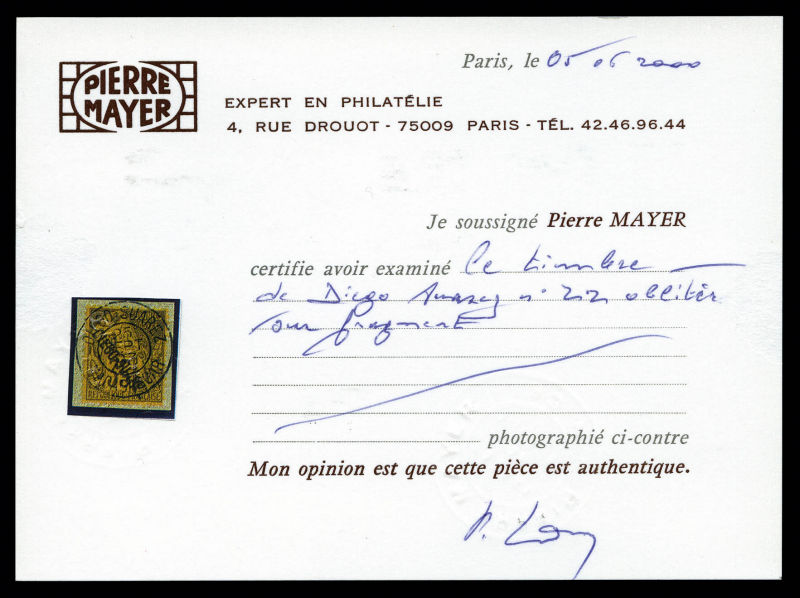 PIERRE
MAYER
Paris, le 05 06 2000
EXPERT EN PHILATÉLIE
4, RUE DROUOT - 75009 PARIS - TÉL. 42.46.96.44
Je soussigné Pierre MAYER
certifie avoir examiné Ce timbre
de Diego Suarez n° oblitéré
sur fragment
photographié ci-contre
Mon opinion est que cette pièce est authentique.